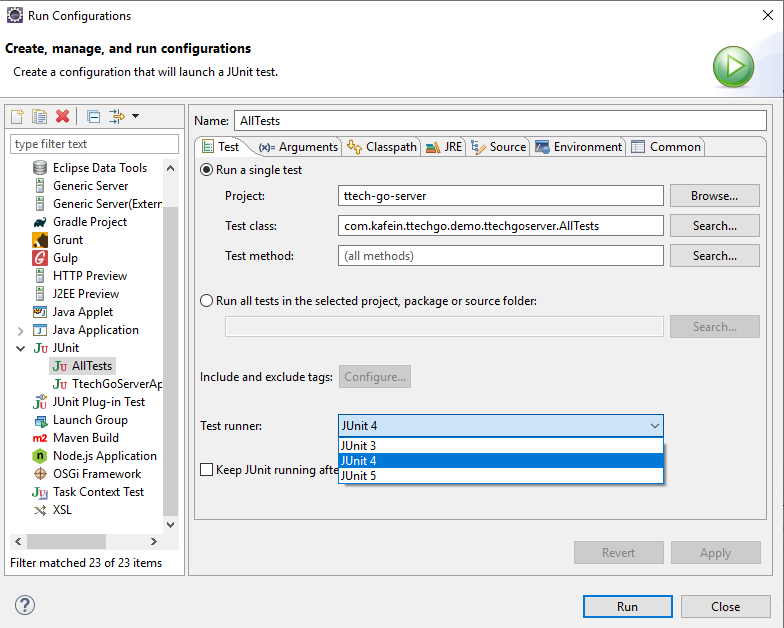 Run Configurations
Create, manage, and run configurations
Create a configuration that will launch a JUnit test.
type filter text
Eclipse Data Tools
Generic Server
Generic Server(Extern
Gradle Project
Grunt
Gulp
HTTP Preview
J2EE Preview
Java Applet
Java Application
JUnit
AllTests
TtechGoServerAp
JUnit Plug-in Test
Launch Group
Maven Build
Node.js Application
OSGi Framework
Task Context Test
XSL
Filter matched 23 of 23 items
Name: AllTests
Test (x)= Arguments Classpath JRE Source Environment Common
Run a single test
Project: ttech-go-server Browse...
Test class: com.kafein.ttechgo.demo.ttechgoserver.AllTests Search...
Test method: (all methods) Search...
Run all tests in the selected project, package or source folder:
Search...
Include and exclude tags: Configure...
Test runner: JUnit 4
JUnit 3
JUnit 4
JUnit 5
Keep JUnit running afte
Revert Apply
Run Close